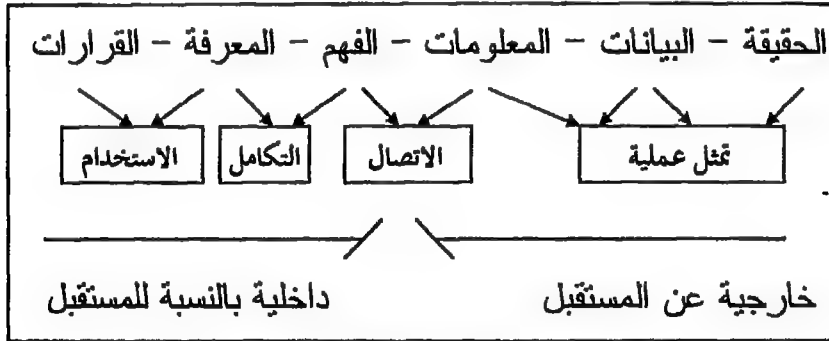 الحقيقة – البيانات – المعلومات – الفهم – المعرفة – القرارات
تمثل عملية الاتصال التكامل الاستخدام
خارجية عن المستقبل داخلية بالنسبة للمستقبل